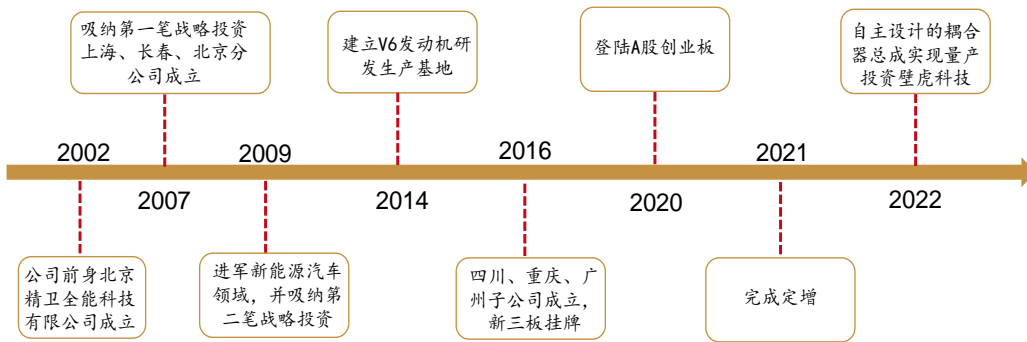 吸纳第一笔战略投资
上海、长春、北京分
公司成立
建立V6发动机研
发生产基地
登陆A股创业板
自主设计的耦合
器总成实现量产
投资壁虎科技
2002
2009
2016
2021
2007
2014
2020
2022
公司前身北京
精卫全能科技
有限公司成立
进军新能源汽车
领域，并吸纳第
二笔战略投资
四川、重庆、广
州子公司成立，
新三板挂牌
完成定增